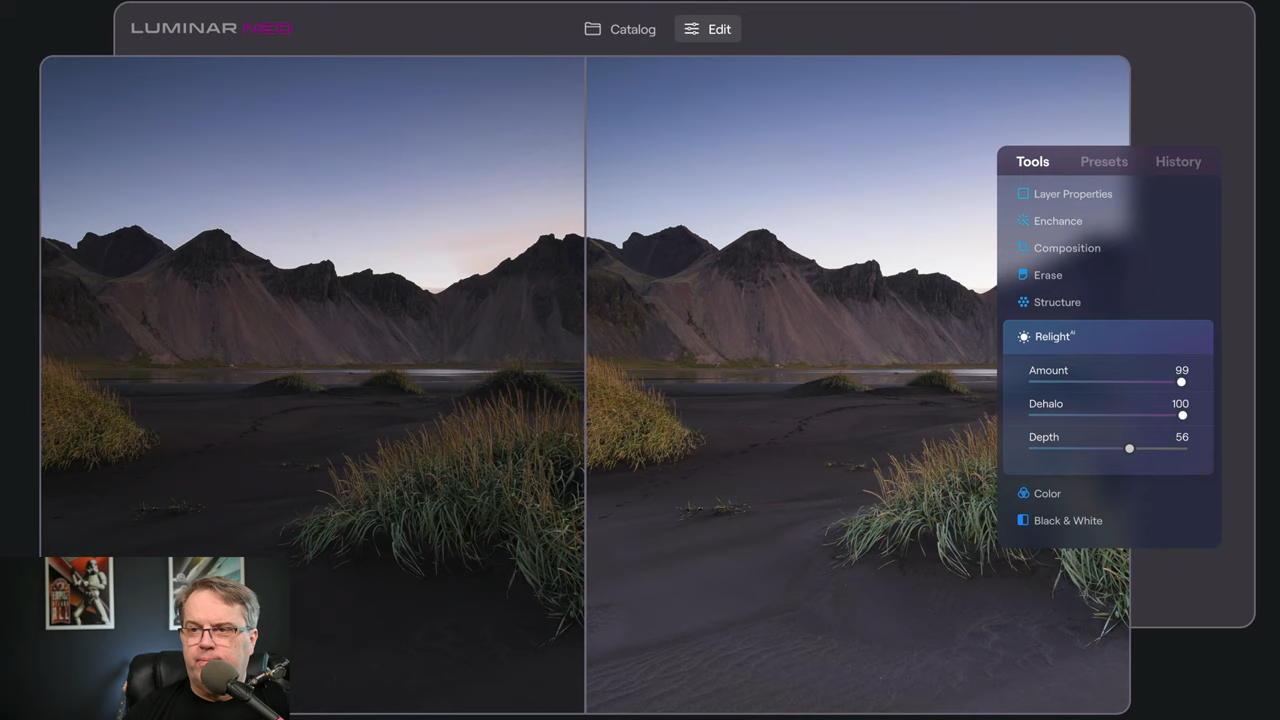 LUMINAR NEO
Catalog
Edit
Tools
Presets
History
Layer Properties
Enchance
Composition
Erase
Structure
Relight AI
Amount 99
Dehalo 100
Depth 56
Color
Black & White